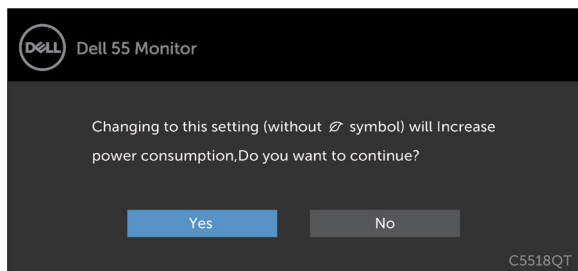 DELL Dell 55 Monitor
Changing to this setting (without symbol) will Increase
power consumption,Do you want to continue?
Yes No
C5518QT